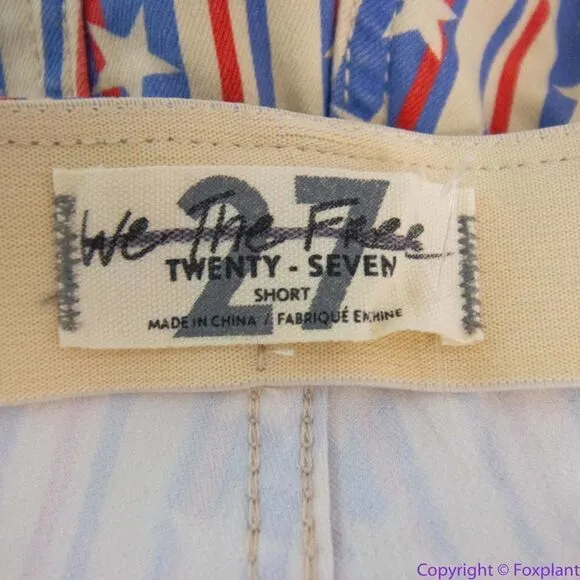 27
We The Free
TWENTY - SEVEN
SHORT
MADE IN CHINA / FABRIQUÉ EN CHINE
Copyright © Foxplant